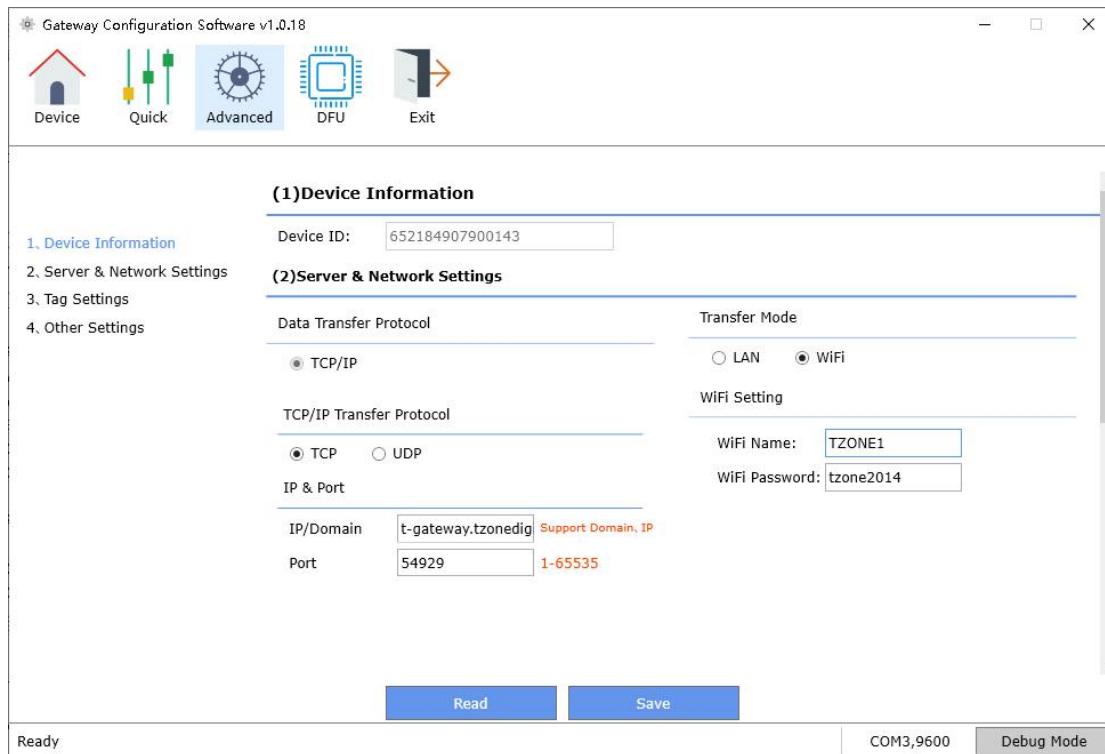 Gateway Configuration Software v1.0.18
Device
Quick
Advanced
DFU
Exit
1、Device Information
2、Server & Network Settings
3、Tag Settings
4、Other Settings
(1)Device Information
Device ID: 652184907900143
(2)Server & Network Settings
Data Transfer Protocol
TCP/IP
TCP/IP Transfer Protocol
TCP UDP
IP & Port
IP/Domain t-gateway.tzonedig Support Domain、IP
Port 54929 1-65535
Transfer Mode
LAN WiFi
WiFi Setting
WiFi Name: TZONE1
WiFi Password: tzone2014
Read Save
Ready COM3,9600 Debug Mode